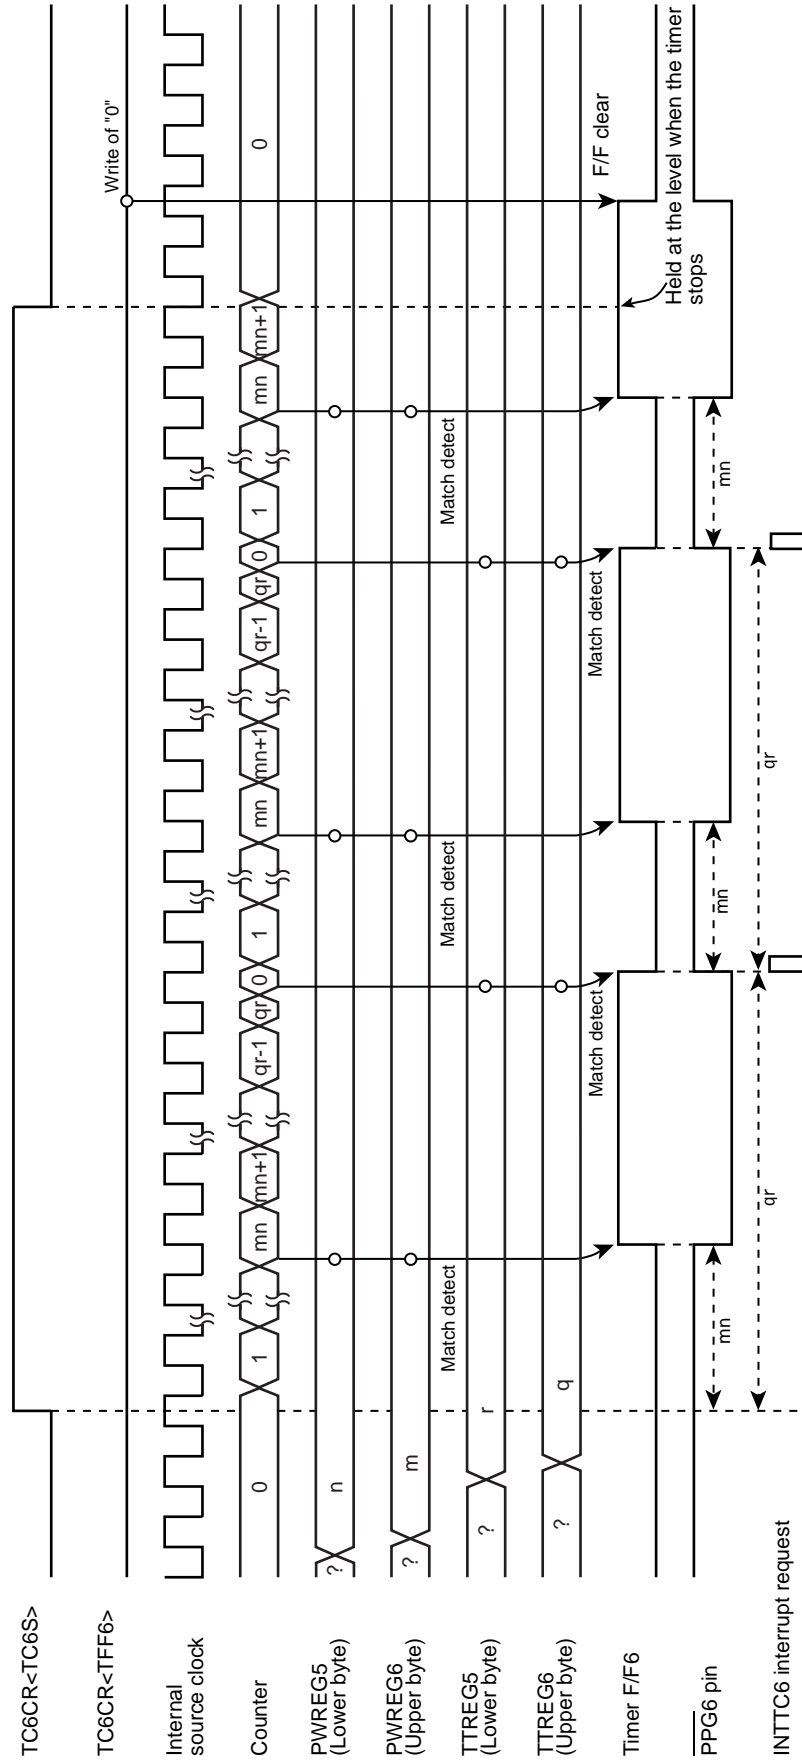 TC6CR<TC6S>
TC6CR<TFF6>
Write of "0"
Internal
source clock
Counter
0
1
mn
mn+1
qr-1
qr
0
1
mn
mn+1
qr-1
qr
0
1
mn
mn+1
0
PWREG5
(Lower byte)
?
n
PWREG6
(Upper byte)
?
m
Match detect
Match detect
Match detect
TTREG5
(Lower byte)
?
r
TTREG6
(Upper byte)
?
q
Match detect
Match detect
F/F clear
Timer F/F6
Held at the level when the timer
stops
PPG6 pin
mn
mn
mn
qr
qr
INTTC6 interrupt request